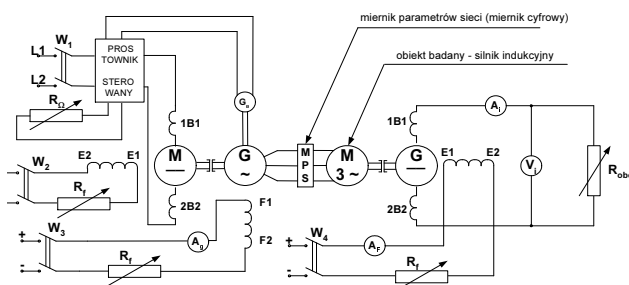 miernik parametrów sieci (miernik cyfrowy)
obiekt badany - silnik indukcyjny
L1
W1
L2
PROS
TOWNIK
STERO
WANY
RΩ
1B1
M
2B2
G
~
M
P
S
M
3 ~
1B1
G
2B2
Ai
Vi
Robc
E1
E2
W2
E2
E1
Rf
+
W3
-
Ag
Rf
F1
F2
+
W4
-
AF
Rf